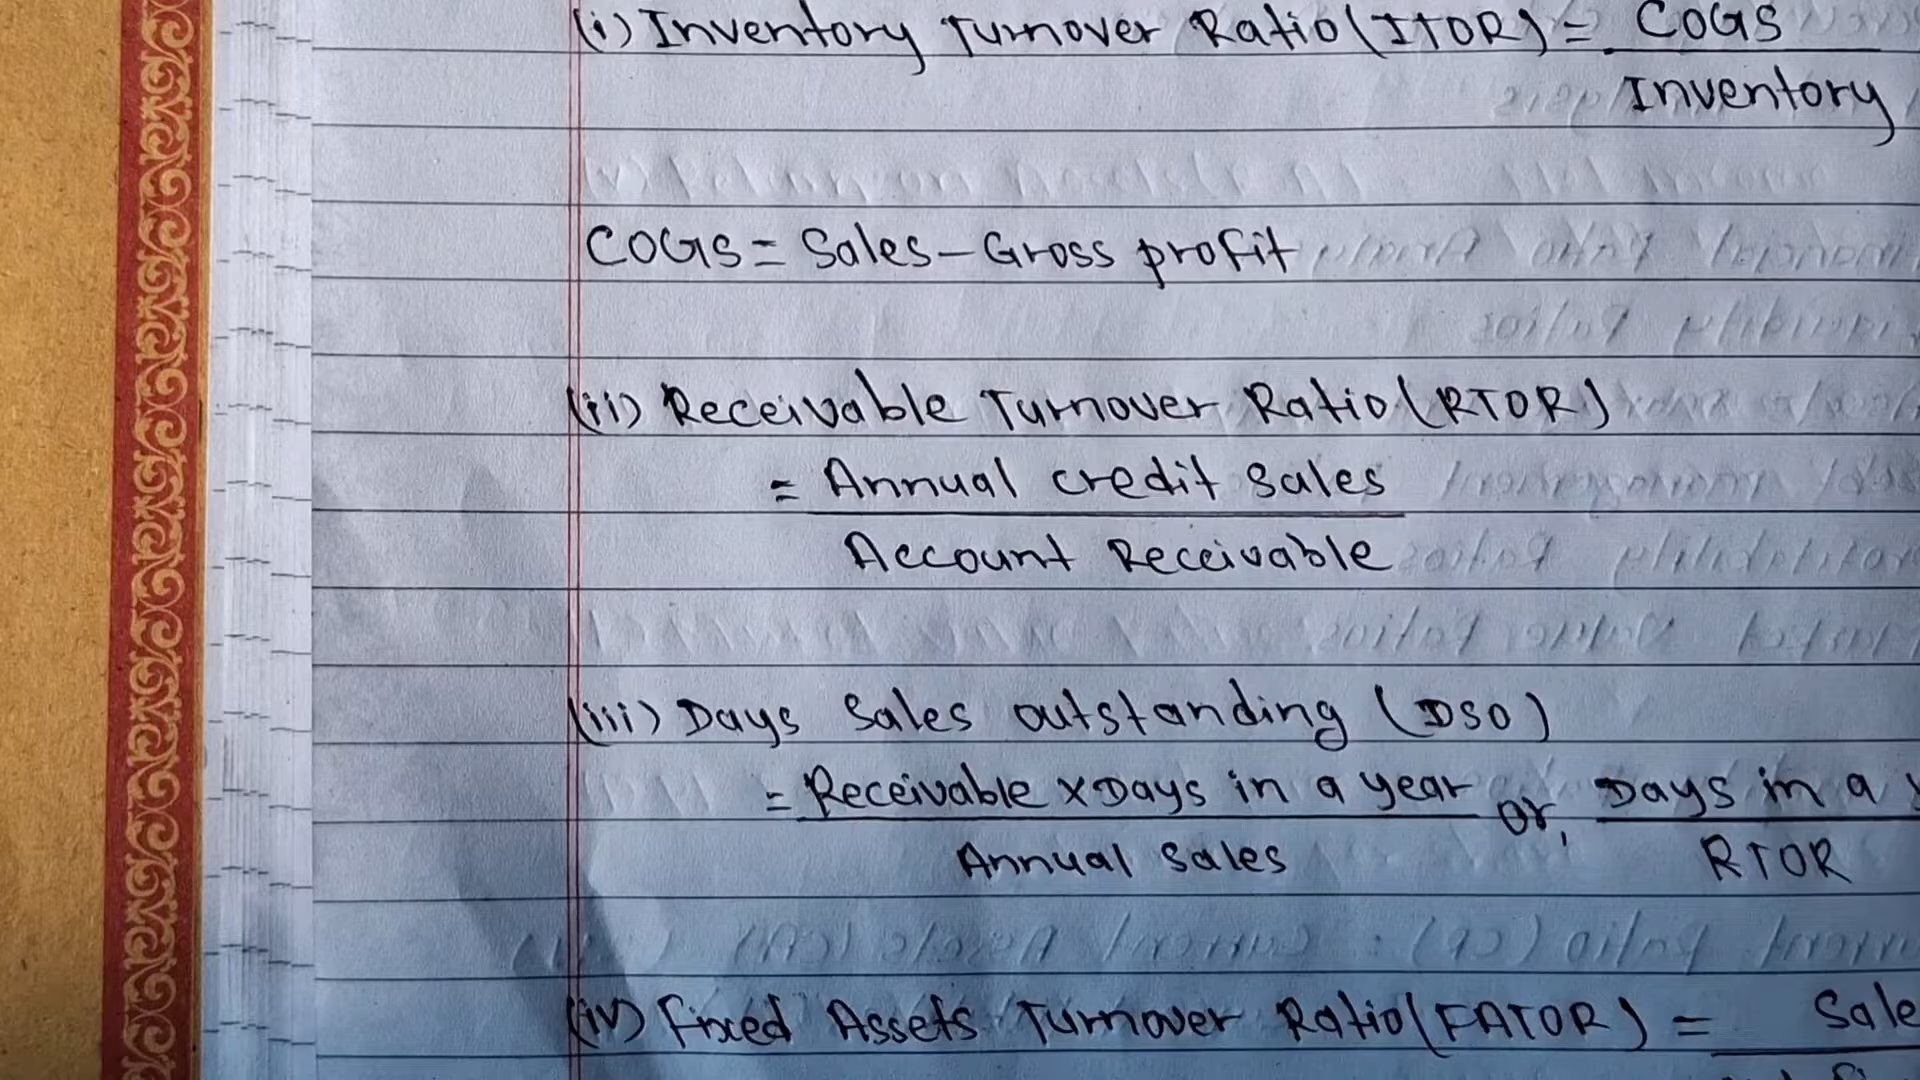 (i) Inventory Turnover Ratio (ITOR) = COGS
Inventory
COGS = Sales - Gross profit
(ii) Receivable Turnover Ratio (RTOR)
= Annual credit sales
Account Receivable
(iii) Days Sales outstanding (DSO)
= Receivable x Days in a year or, Days in a
Annual Sales RTOR
(iv) Fixed Assets Turnover Ratio (FATOR) = Sale